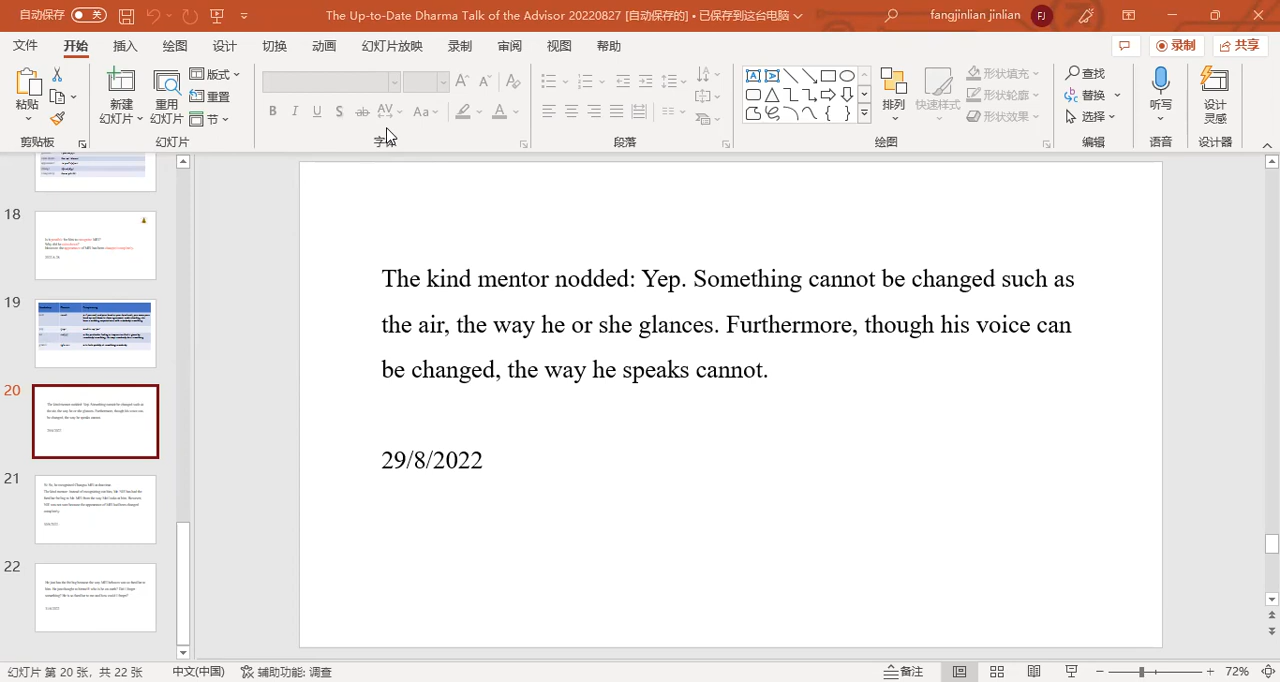 自动保存 关 The Up-to-Date Dharma Talk of the Advisor 20220827 [自动保存的] • 已保存到这台电脑 fangjinlian jinlian FJ
文件 开始 插入 绘图 设计 切换 动画 幻灯片放映 录制 审阅 视图 帮助 录制 共享
粘贴 新建 幻灯片 重用 幻灯片 版式 重置 节
B I U S ab AV Aa A A
排列 快速样式 形状填充 形状轮廓 形状效果
查找 替换 选择 听写 设计 灵感
剪贴板 幻灯片 段落 绘图 编辑 语音 设计器
18
19
20
21
22
The kind mentor nodded: Yep. Something cannot be changed such as
the air, the way he or she glances. Furthermore, though his voice can
be changed, the way he speaks cannot.
29/8/2022
幻灯片 第 20 张，共 22 张 中文(中国) 辅助功能: 调查 备注 72%